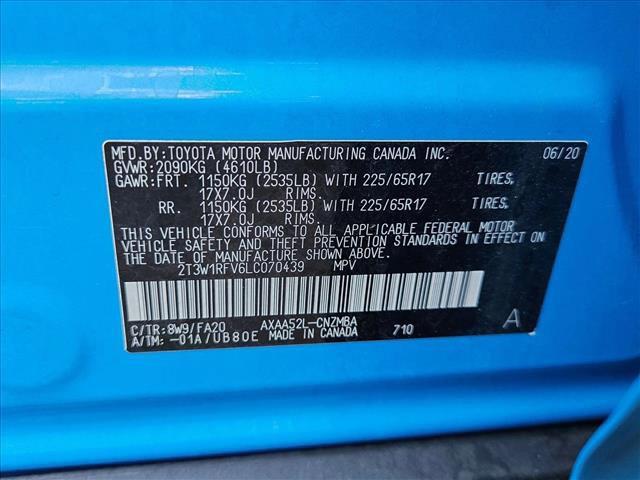 MFD.BY:TOYOTA MOTOR MANUFACTURING CANADA INC. 06/20
GVWR:2090KG (4610LB)
GAWR:FRT. 1150KG (2535LB) WITH 225/65R17 TIRES,
17X7.0J RIMS.
RR. 1150KG (2535LB) WITH 225/65R17 TIRES,
17X7.0J RIMS.
THIS VEHICLE CONFORMS TO ALL APPLICABLE FEDERAL MOTOR
VEHICLE SAFETY AND THEFT PREVENTION STANDARDS IN EFFECT ON
THE DATE OF MANUFACTURE SHOWN ABOVE.
2T3W1RFV6LC070439 MPV
C/TR:8W9/FA20 AXAA52L-CNZMBA 710 A
A/TM:-01A/UB80E MADE IN CANADA